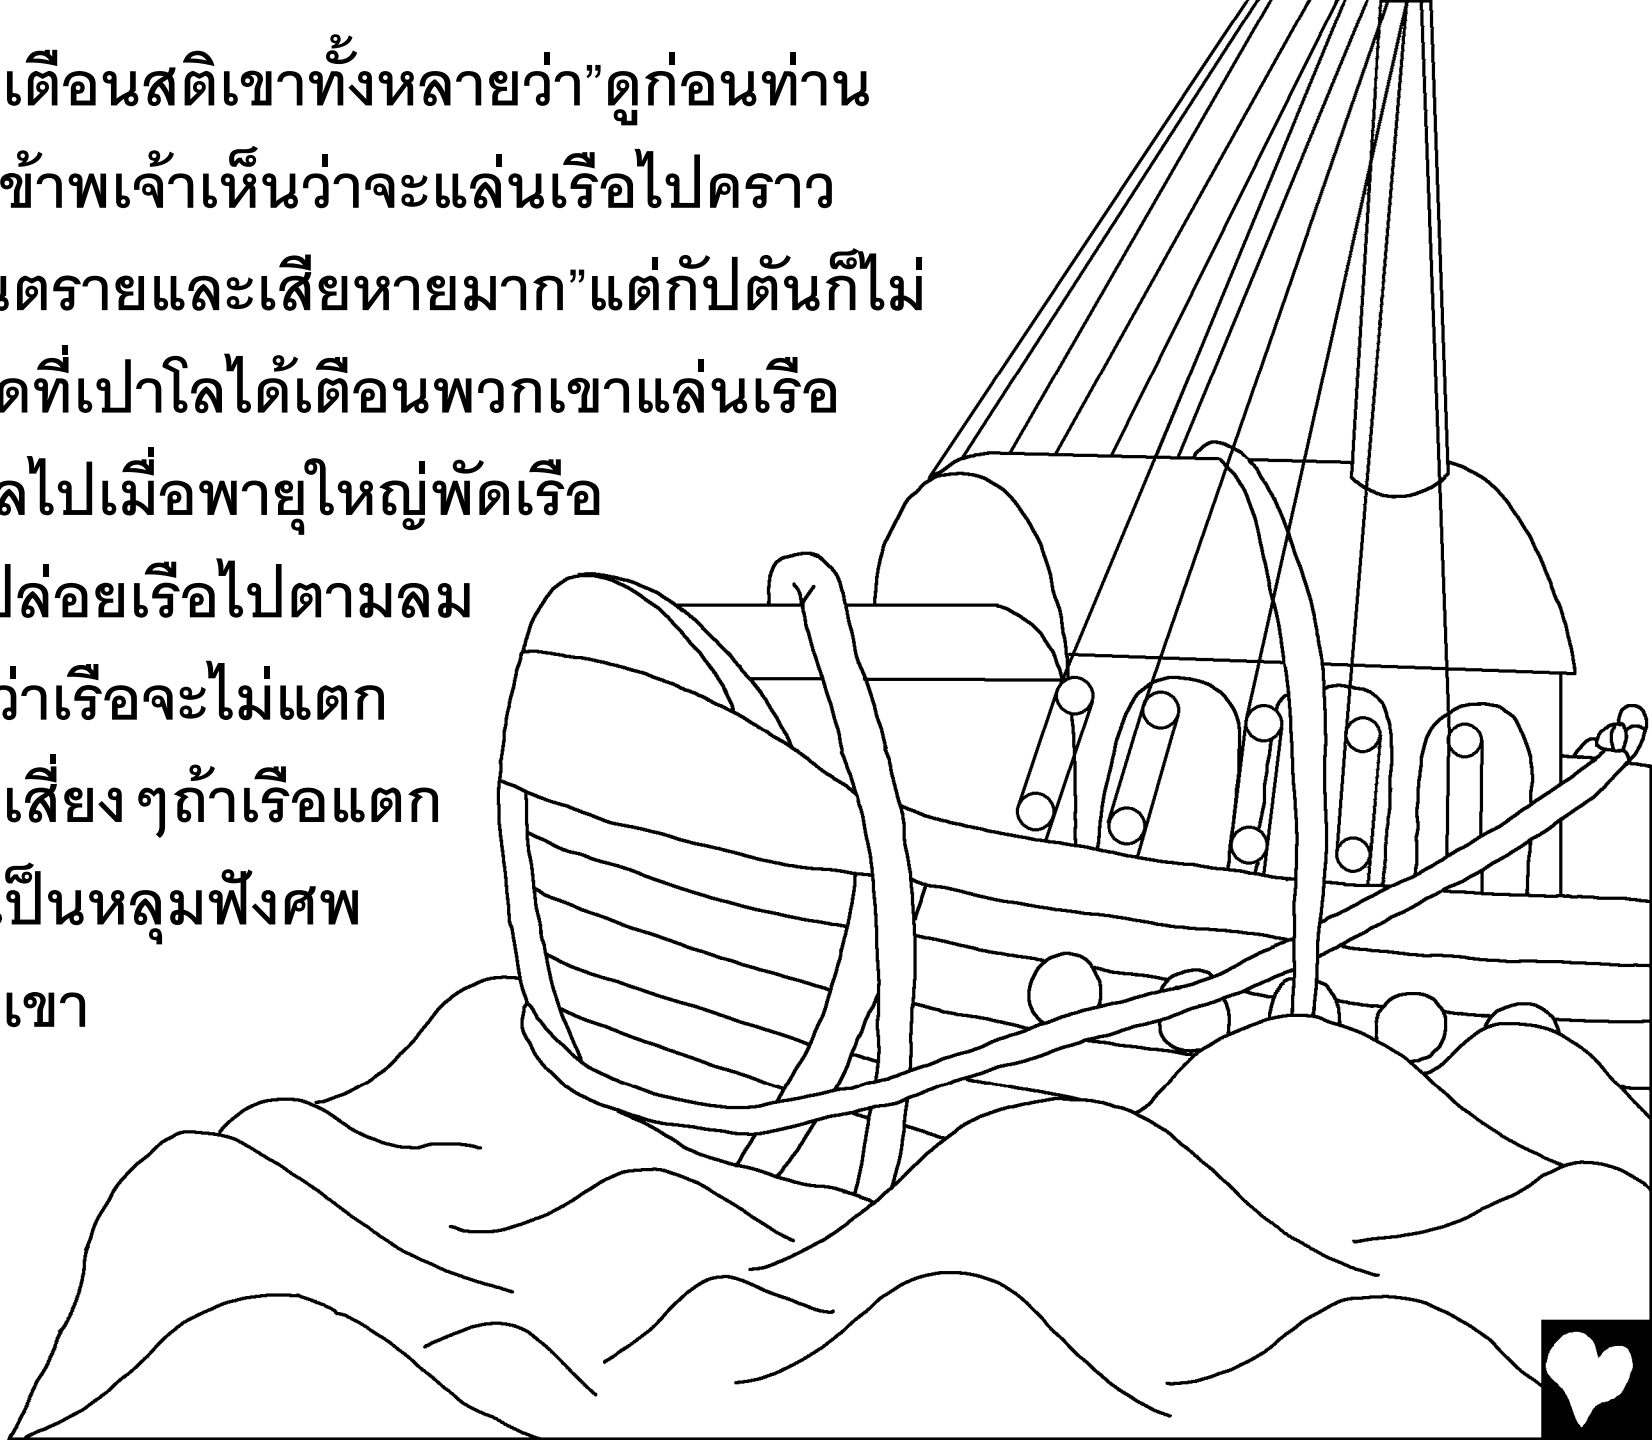 เตือนสติเขาทั้งหลายว่า”ดูก่อนท่าน
ข้าพเจ้าเห็นว่าจะแล่นเรือไปคราว
นตรายและเสียหายมาก”แต่กัปตันก็ไม่
ดที่เปาโลได้เตือนพวกเขาแล่นเรือ
ลไปเมื่อพายุใหญ่พัดเรือ
ปล่อยเรือไปตามลม
ว่าเรือจะไม่แตก
เสี่ยงๆถ้าเรือแตก
เป็นหลุมฟังศพ
เขา